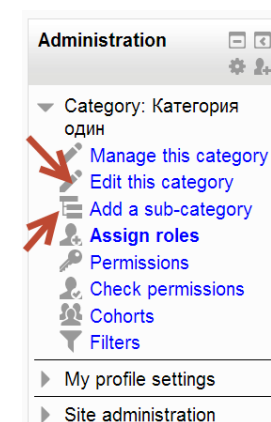 Administration
Category: Категория
один
Manage this category
Edit this category
Add a sub-category
Assign roles
Permissions
Check permissions
Cohorts
Filters
My profile settings
Site administration